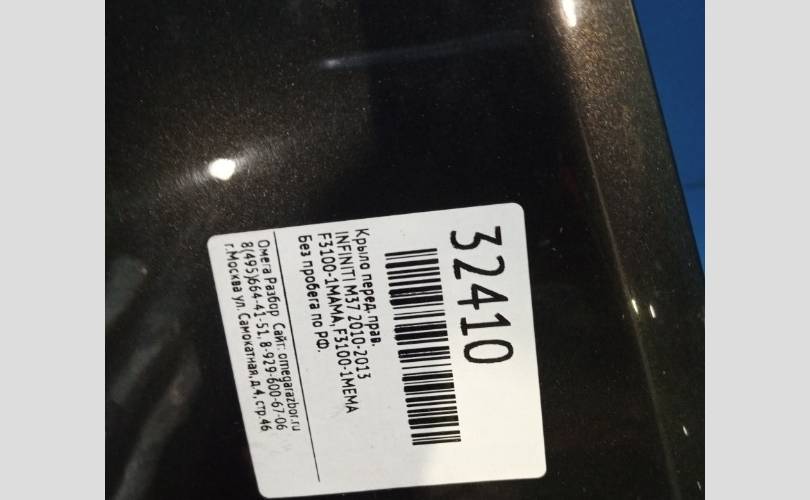 32410
Крыло перед. прав.
INFINITI M37 2010-2013
F3100-1MAMA, F3100-1MEMA
Без пробега по РФ.
Омега Разбор Сайт: omegarazbor.ru
8(495)664-41-51, 8-929-600-67-06
г.Москва ул. Самокатная, д.4, стр.46